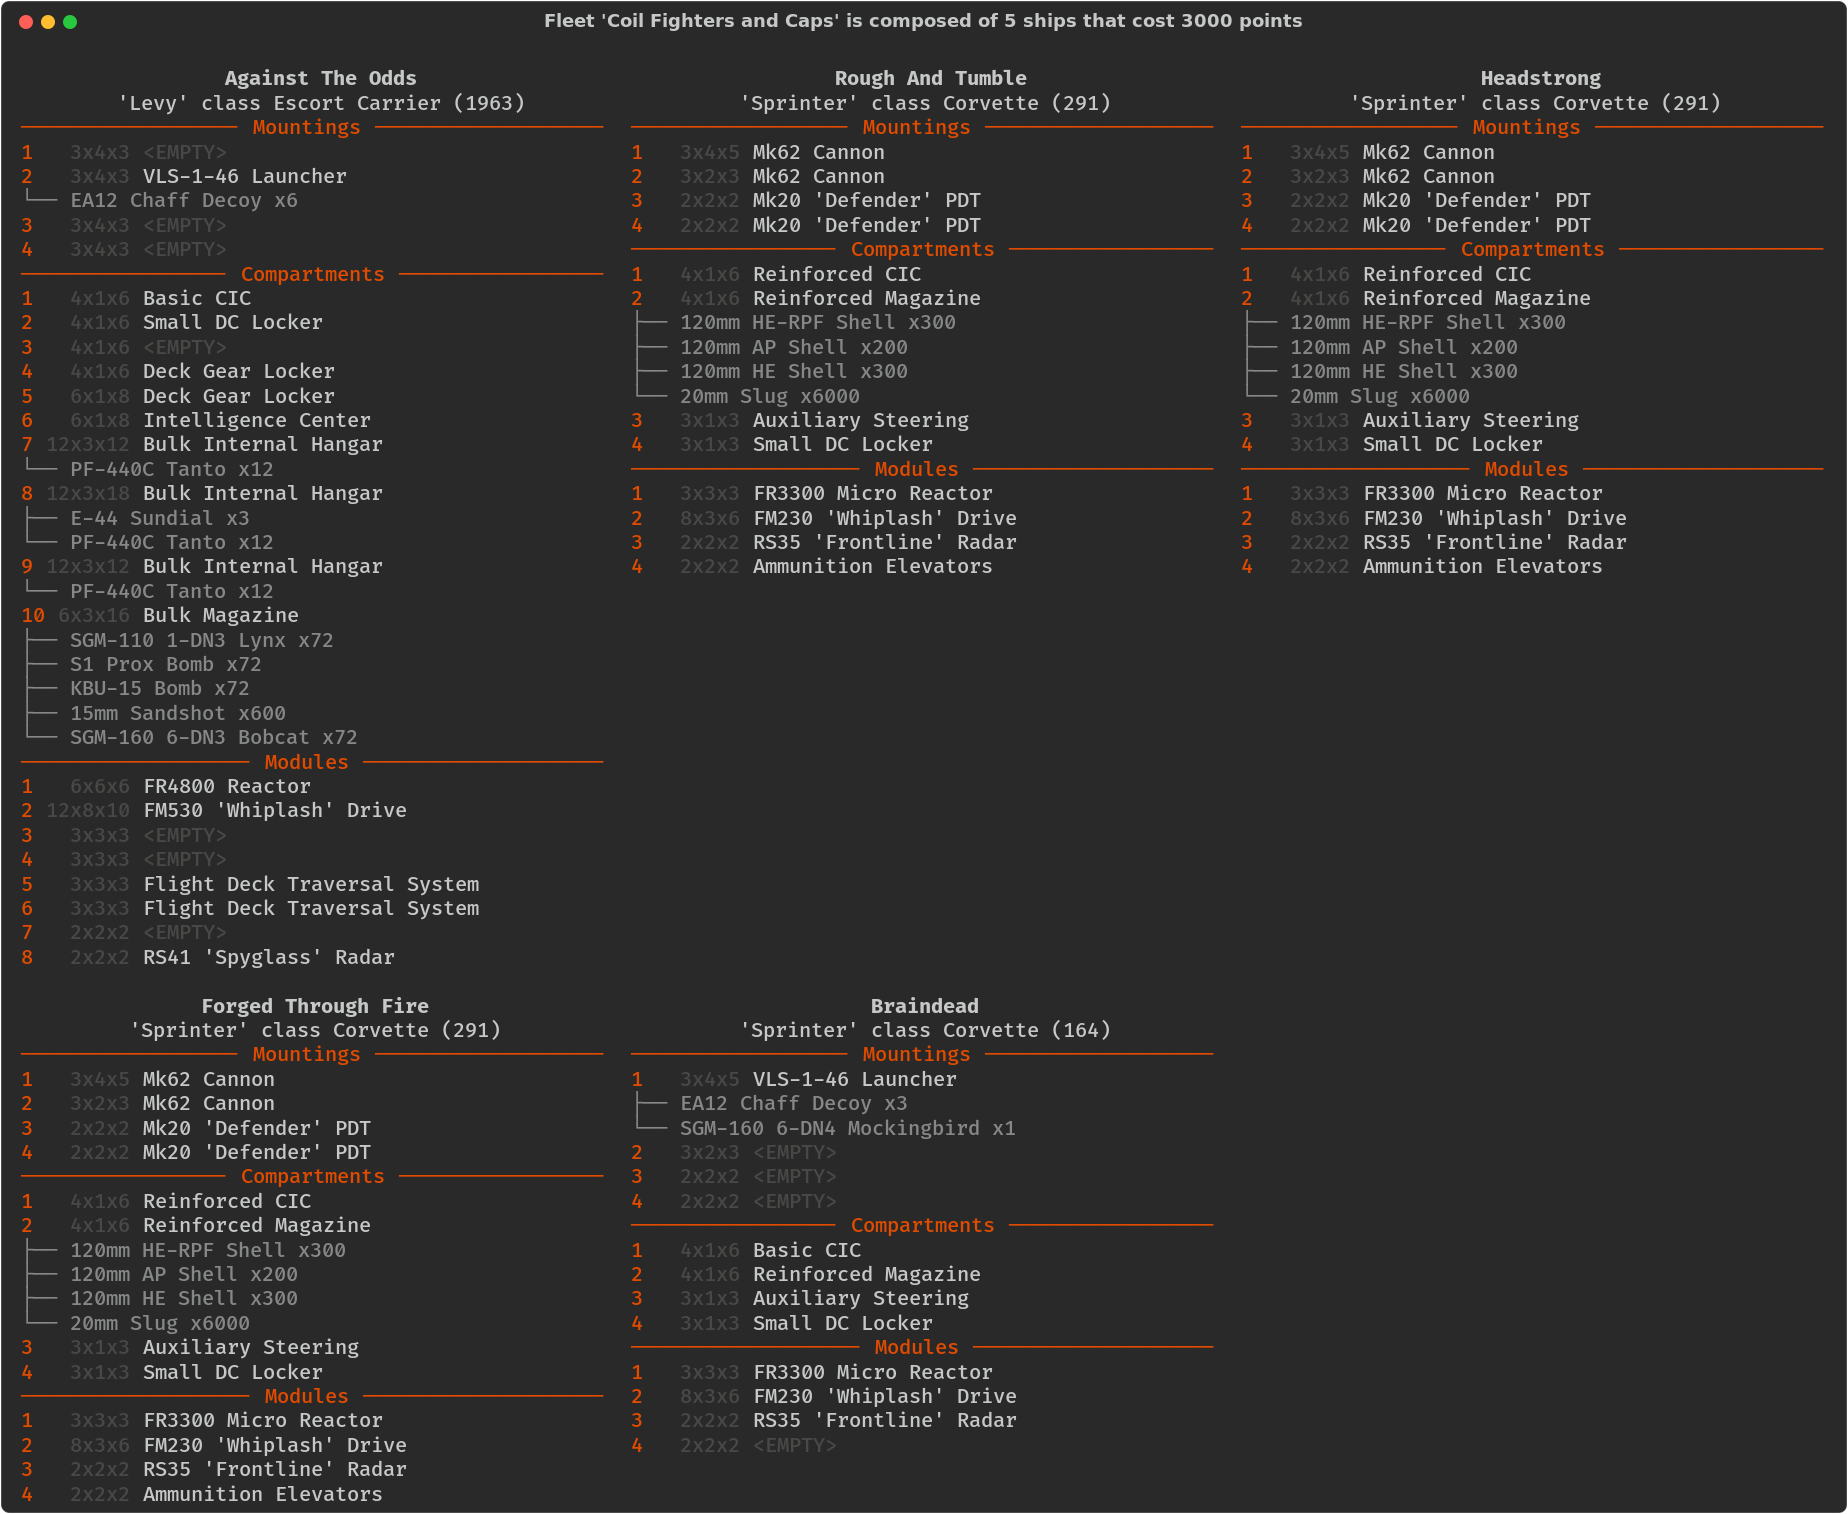 Fleet 'Coil Fighters and Caps' is composed of 5 ships that cost 3000 points
Against The Odds
'Levy' class Escort Carrier (1963)
Mountings
1 3x4x3 <EMPTY>
2 3x4x3 VLS-1-46 Launcher
EA12 Chaff Decoy x6
3 3x4x3 <EMPTY>
4 3x4x3 <EMPTY>
Compartments
1 4x1x6 Basic CIC
2 4x1x6 Small DC Locker
3 4x1x6 <EMPTY>
4 4x1x6 Deck Gear Locker
5 6x1x8 Deck Gear Locker
6 6x1x8 Intelligence Center
7 12x3x12 Bulk Internal Hangar
PF-440C Tanto x12
8 12x3x18 Bulk Internal Hangar
E-44 Sundial x3
PF-440C Tanto x12
9 12x3x12 Bulk Internal Hangar
PF-440C Tanto x12
10 6x3x16 Bulk Magazine
SGM-110 1-DN3 Lynx x72
S1 Prox Bomb x72
KBU-15 Bomb x72
15mm Sandshot x600
SGM-160 6-DN3 Bobcat x72
Modules
1 6x6x6 FR4800 Reactor
2 12x8x10 FM530 'Whiplash' Drive
3 3x3x3 <EMPTY>
4 3x3x3 <EMPTY>
5 3x3x3 Flight Deck Traversal System
6 3x3x3 Flight Deck Traversal System
7 2x2x2 <EMPTY>
8 2x2x2 RS41 'Spyglass' Radar
Rough And Tumble
'Sprinter' class Corvette (291)
Mountings
1 3x4x5 Mk62 Cannon
2 3x2x3 Mk62 Cannon
3 2x2x2 Mk20 'Defender' PDT
4 2x2x2 Mk20 'Defender' PDT
Compartments
1 4x1x6 Reinforced CIC
2 4x1x6 Reinforced Magazine
120mm HE-RPF Shell x300
120mm AP Shell x200
120mm HE Shell x300
20mm Slug x6000
3 3x1x3 Auxiliary Steering
4 3x1x3 Small DC Locker
Modules
1 3x3x3 FR3300 Micro Reactor
2 8x3x6 FM230 'Whiplash' Drive
3 2x2x2 RS35 'Frontline' Radar
4 2x2x2 Ammunition Elevators
Headstrong
'Sprinter' class Corvette (291)
Mountings
1 3x4x5 Mk62 Cannon
2 3x2x3 Mk62 Cannon
3 2x2x2 Mk20 'Defender' PDT
4 2x2x2 Mk20 'Defender' PDT
Compartments
1 4x1x6 Reinforced CIC
2 4x1x6 Reinforced Magazine
120mm HE-RPF Shell x300
120mm AP Shell x200
120mm HE Shell x300
20mm Slug x6000
3 3x1x3 Auxiliary Steering
4 3x1x3 Small DC Locker
Modules
1 3x3x3 FR3300 Micro Reactor
2 8x3x6 FM230 'Whiplash' Drive
3 2x2x2 RS35 'Frontline' Radar
4 2x2x2 Ammunition Elevators
Forged Through Fire
'Sprinter' class Corvette (291)
Mountings
1 3x4x5 Mk62 Cannon
2 3x2x3 Mk62 Cannon
3 2x2x2 Mk20 'Defender' PDT
4 2x2x2 Mk20 'Defender' PDT
Compartments
1 4x1x6 Reinforced CIC
2 4x1x6 Reinforced Magazine
120mm HE-RPF Shell x300
120mm AP Shell x200
120mm HE Shell x300
20mm Slug x6000
3 3x1x3 Auxiliary Steering
4 3x1x3 Small DC Locker
Modules
1 3x3x3 FR3300 Micro Reactor
2 8x3x6 FM230 'Whiplash' Drive
3 2x2x2 RS35 'Frontline' Radar
4 2x2x2 Ammunition Elevators
Braindead
'Sprinter' class Corvette (164)
Mountings
1 3x4x5 VLS-1-46 Launcher
EA12 Chaff Decoy x3
SGM-160 6-DN4 Mockingbird x1
2 3x2x3 <EMPTY>
3 2x2x2 <EMPTY>
4 2x2x2 <EMPTY>
Compartments
1 4x1x6 Basic CIC
2 4x1x6 Reinforced Magazine
3 3x1x3 Auxiliary Steering
4 3x1x3 Small DC Locker
Modules
1 3x3x3 FR3300 Micro Reactor
2 8x3x6 FM230 'Whiplash' Drive
3 2x2x2 RS35 'Frontline' Radar
4 2x2x2 <EMPTY>